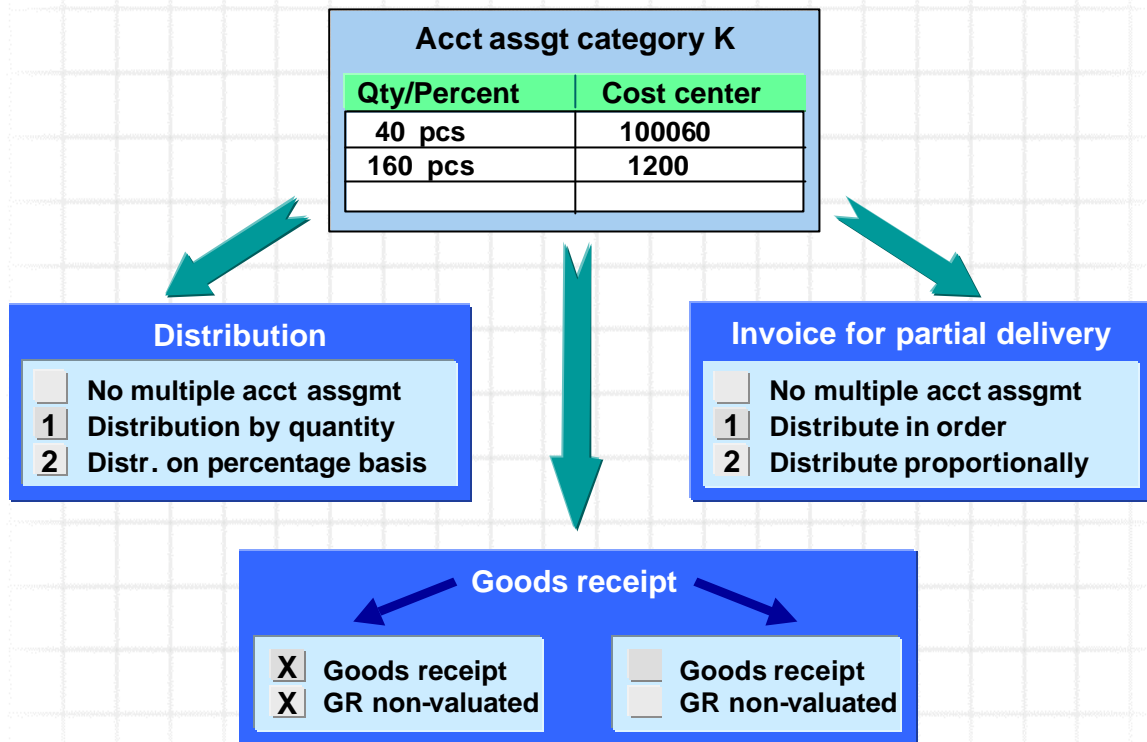 Acct assgt category K
Qty/Percent Cost center
40 pcs 100060
160 pcs 1200
Distribution
No multiple acct assgmt
1 Distribution by quantity
2 Distr. on percentage basis
Invoice for partial delivery
No multiple acct assgmt
1 Distribute in order
2 Distribute proportionally
Goods receipt
X Goods receipt
X GR non-valuated
Goods receipt
GR non-valuated